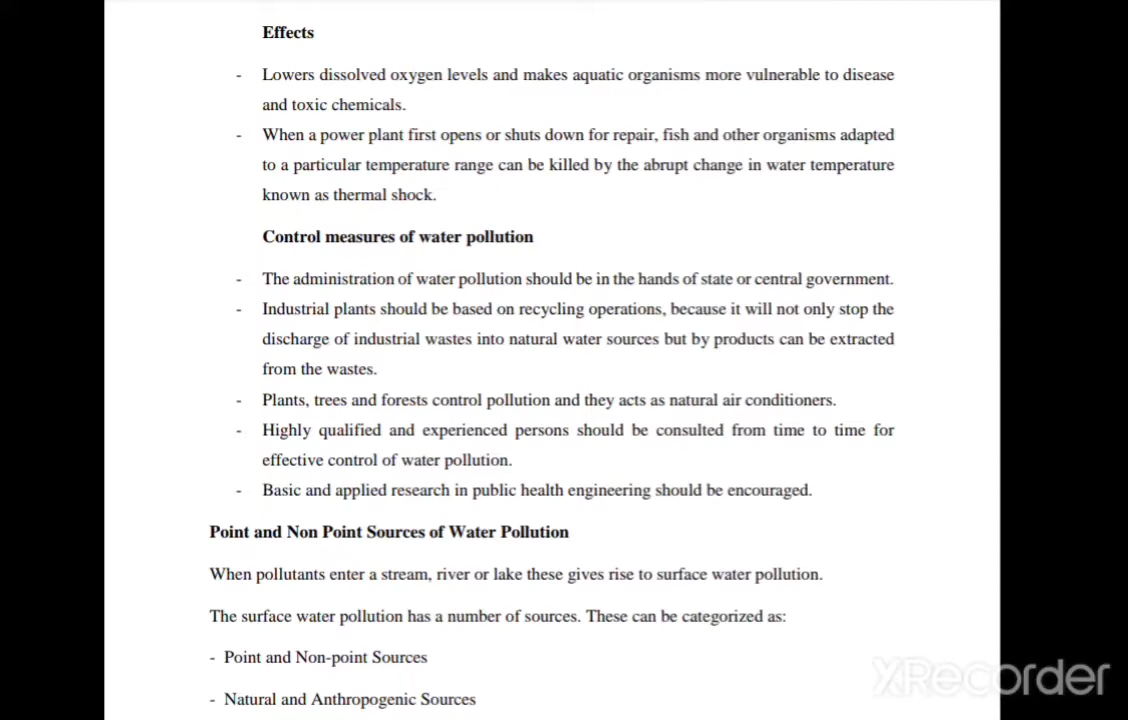 Effects
- Lowers dissolved oxygen levels and makes aquatic organisms more vulnerable to disease
and toxic chemicals.
- When a power plant first opens or shuts down for repair, fish and other organisms adapted
to a particular temperature range can be killed by the abrupt change in water temperature
known as thermal shock.
Control measures of water pollution
- The administration of water pollution should be in the hands of state or central government.
- Industrial plants should be based on recycling operations, because it will not only stop the
discharge of industrial wastes into natural water sources but by products can be extracted
from the wastes.
- Plants, trees and forests control pollution and they acts as natural air conditioners.
- Highly qualified and experienced persons should be consulted from time to time for
effective control of water pollution.
- Basic and applied research in public health engineering should be encouraged.
Point and Non Point Sources of Water Pollution
When pollutants enter a stream, river or lake these gives rise to surface water pollution.
The surface water pollution has a number of sources. These can be categorized as:
- Point and Non-point Sources
- Natural and Anthropogenic Sources
XRecorder